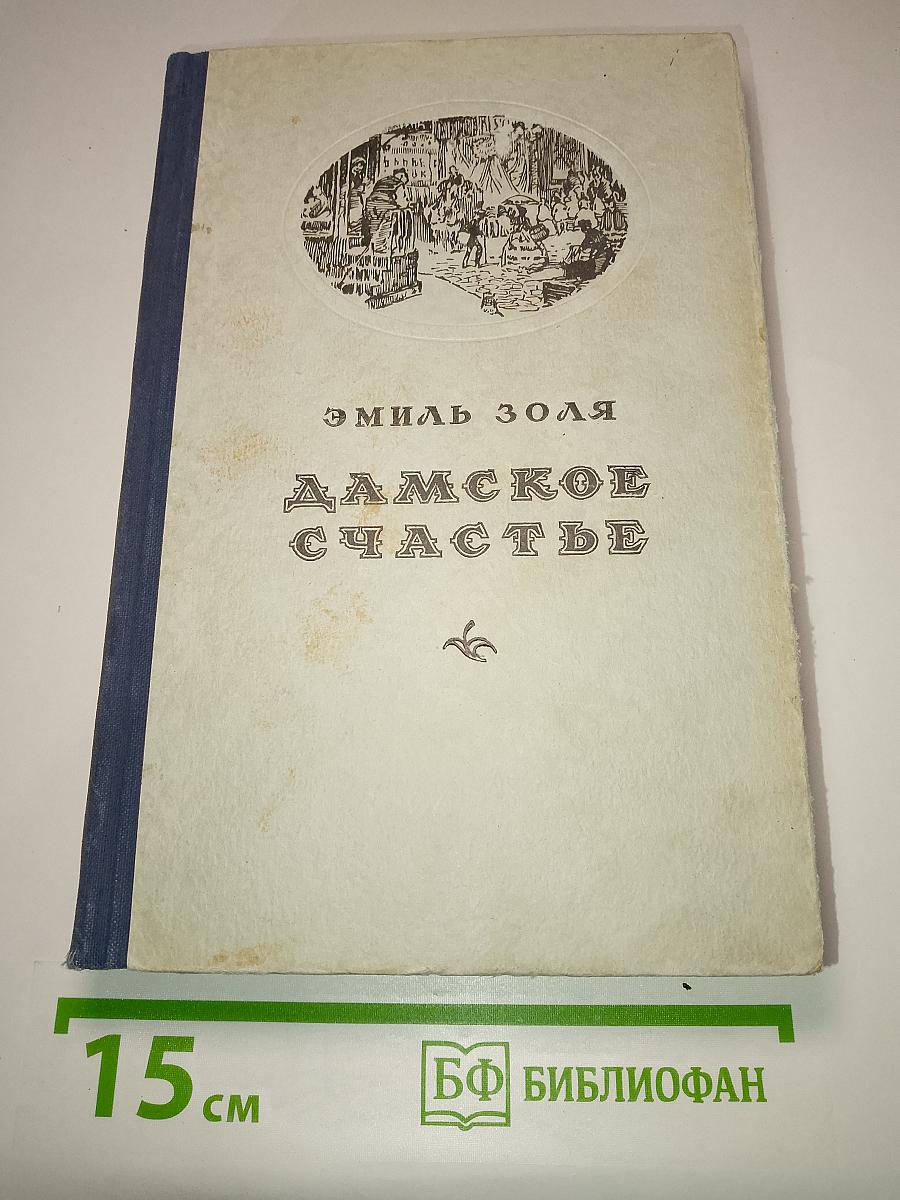 ЭМИЛЬ ЗОЛЯ
ДАМСКОЕ
СЧАСТЬЕ
15 см
БФ БИБЛИОФАН